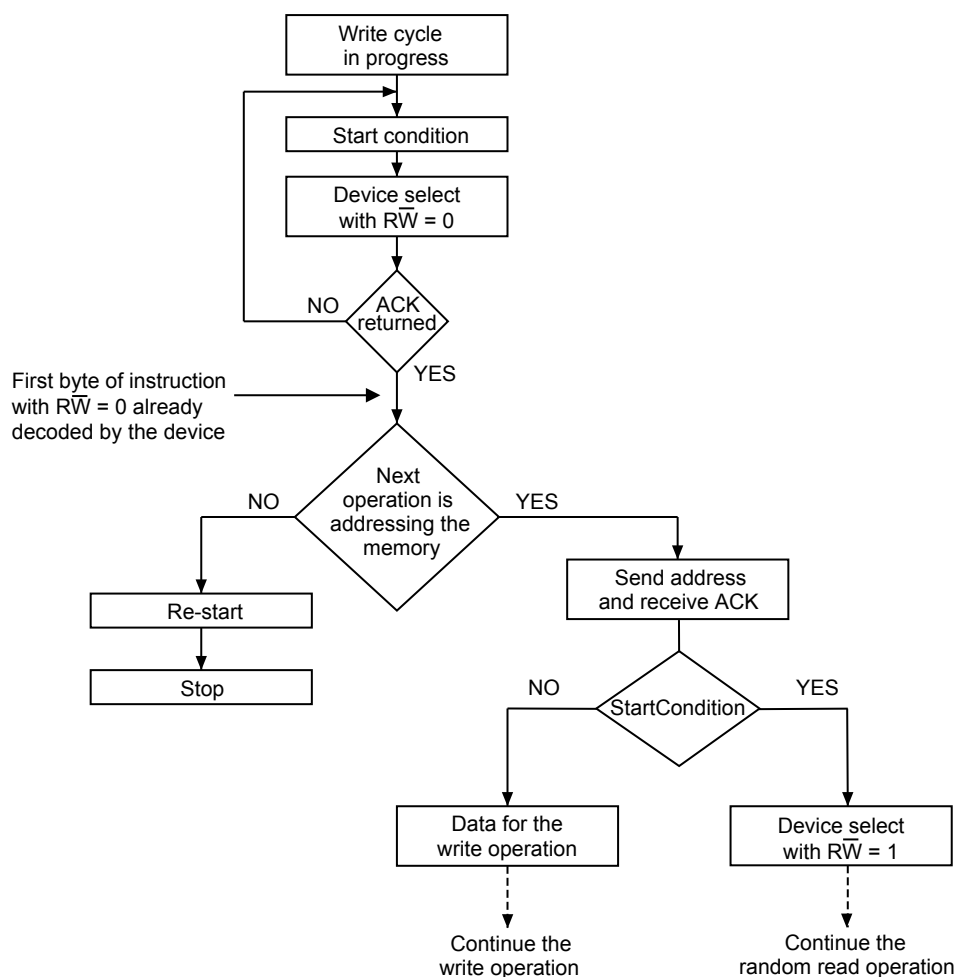 Write cycle
in progress
Start condition
Device select
with RW̅ = 0
NO
ACK
returned
YES
First byte of instruction
with RW̅ = 0 already
decoded by the device
NO
Next
operation is
addressing the
memory
YES
Send address
and receive ACK
Re-start
Stop
NO
StartCondition
YES
Data for the
write operation
Device select
with RW̅ = 1
Continue the
write operation
Continue the
random read operation